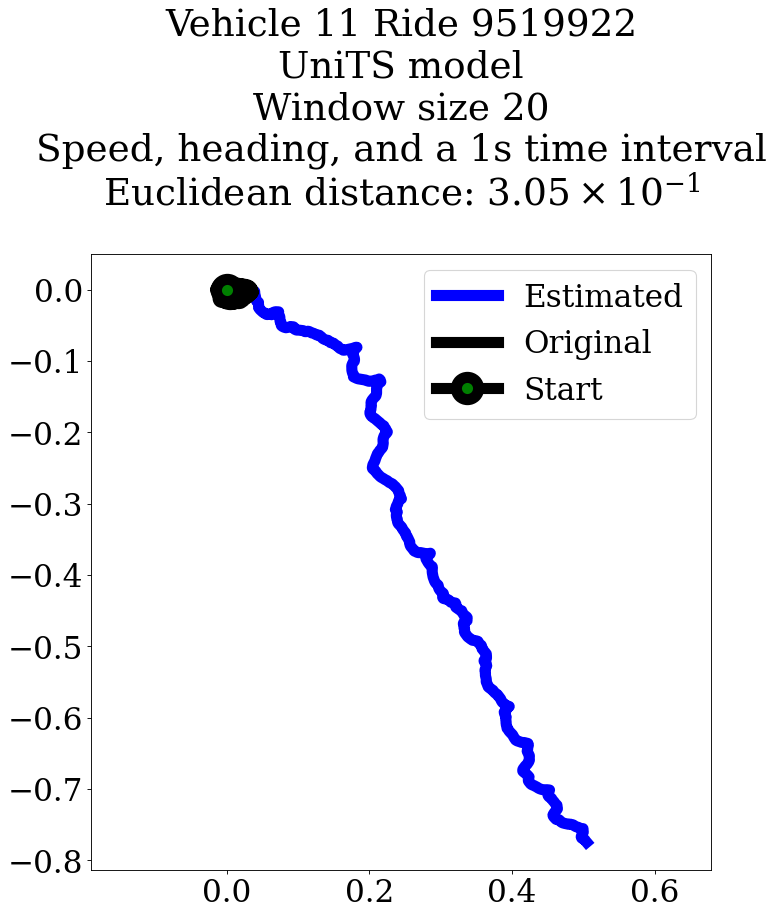 Vehicle 11 Ride 9519922
UniTS model
Window size 20
Speed, heading, and a 1s time interval
Euclidean distance: 3.05 × 10⁻¹
Estimated
Original
Start
0.0
−0.1
−0.2
−0.3
−0.4
−0.5
−0.6
−0.7
−0.8
0.0 0.2 0.4 0.6